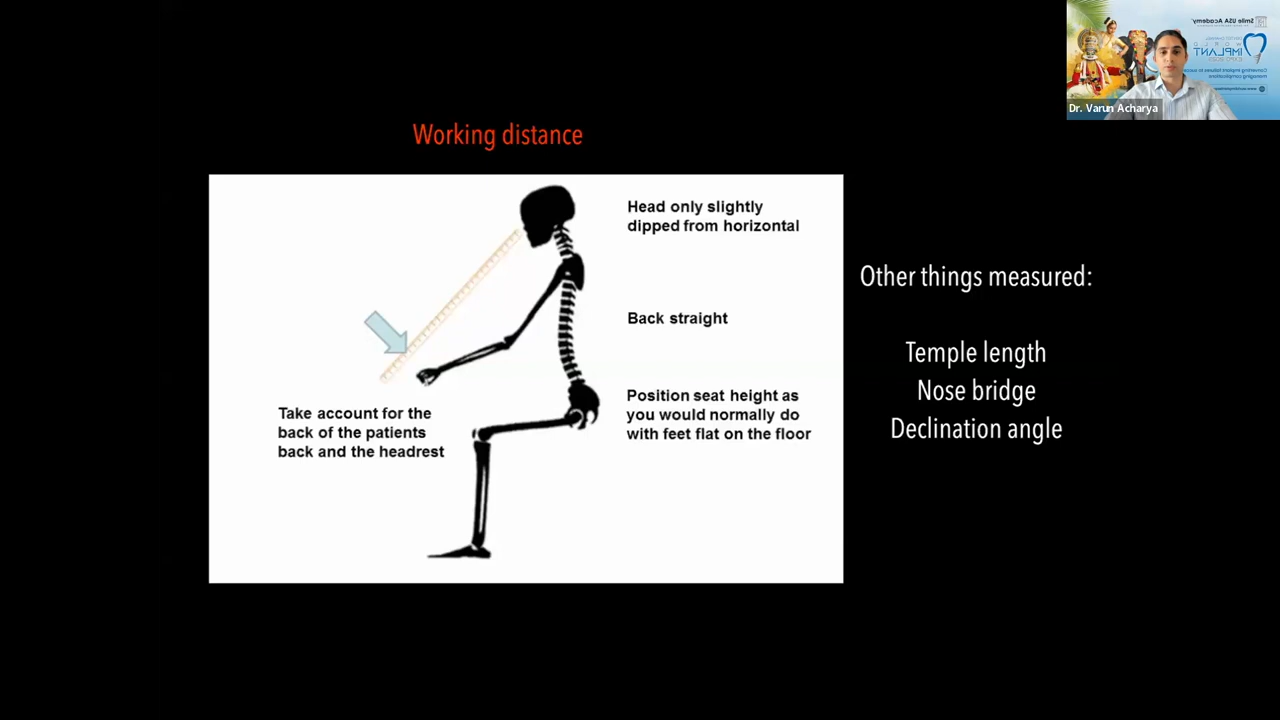 Smile USA Academy
WORLD
IMPLANT
Dr. Varun Acharya
Working distance
Head only slightly
dipped from horizontal
Back straight
Position seat height as
you would normally do
with feet flat on the floor
Take account for the
back of the patients
back and the headrest
Other things measured:
Temple length
Nose bridge
Declination angle